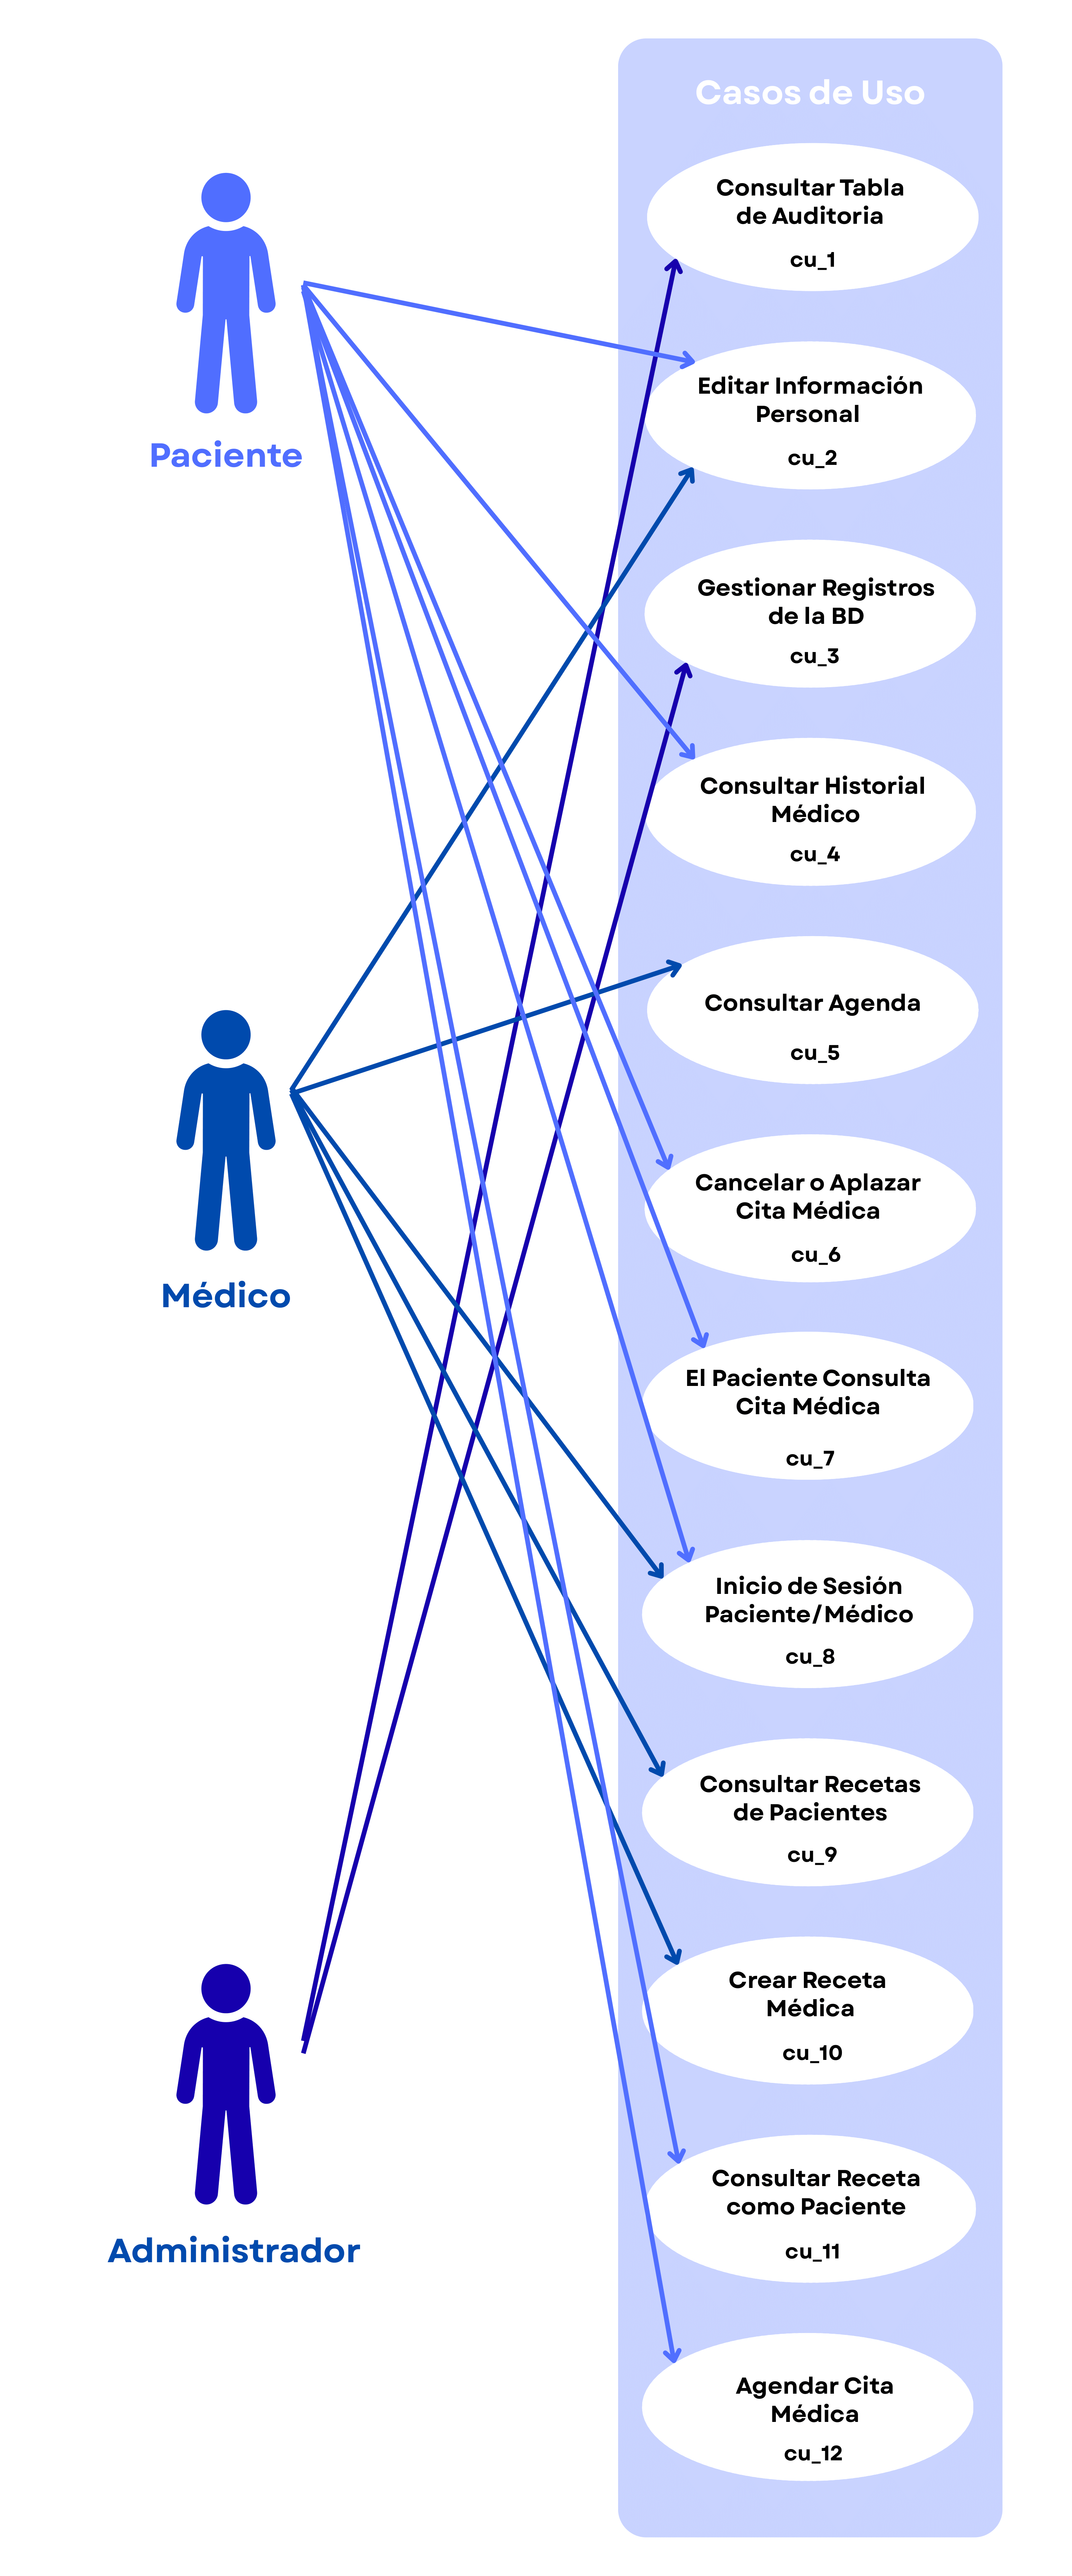 Casos de Uso
Consultar Tabla
de Auditoria
cu_1
Paciente
Editar Información
Personal
cu_2
Gestionar Registros
de la BD
cu_3
Consultar Historial
Médico
cu_4
Consultar Agenda
cu_5
Médico
Cancelar o Aplazar
Cita Médica
cu_6
El Paciente Consulta
Cita Médica
cu_7
Inicio de Sesión
Paciente/Médico
cu_8
Consultar Recetas
de Pacientes
cu_9
Crear Receta
Médica
cu_10
Administrador
Consultar Receta
como Paciente
cu_11
Agendar Cita
Médica
cu_12